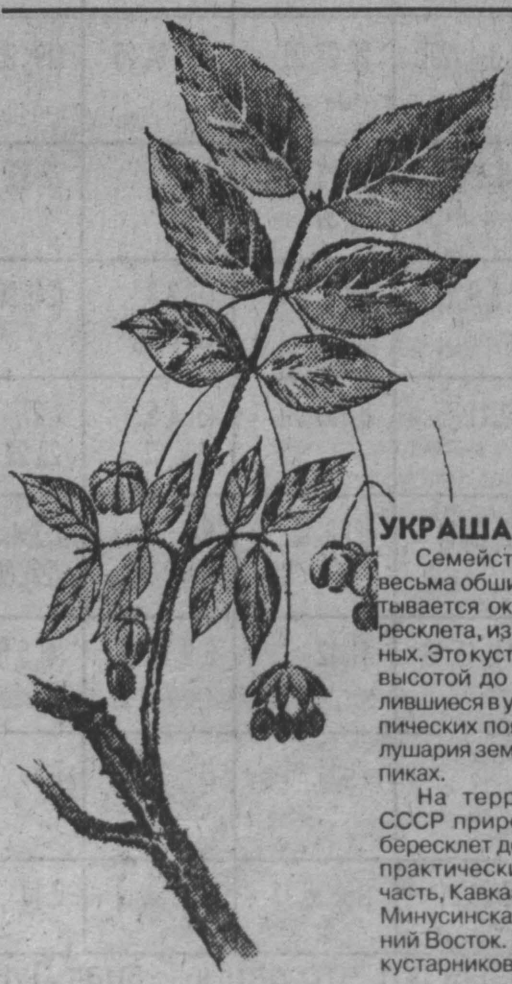 УКРАША
Семейст
весьма обши
тывается ок
ресклета, из
ных. Это куст
высотой до
лившиеся в у
пических поя
лушария зем
пиках.
На терр
СССР приро
бересклет до
практически
часть, Кавка
Минусинска
ний Восток.
кустарников